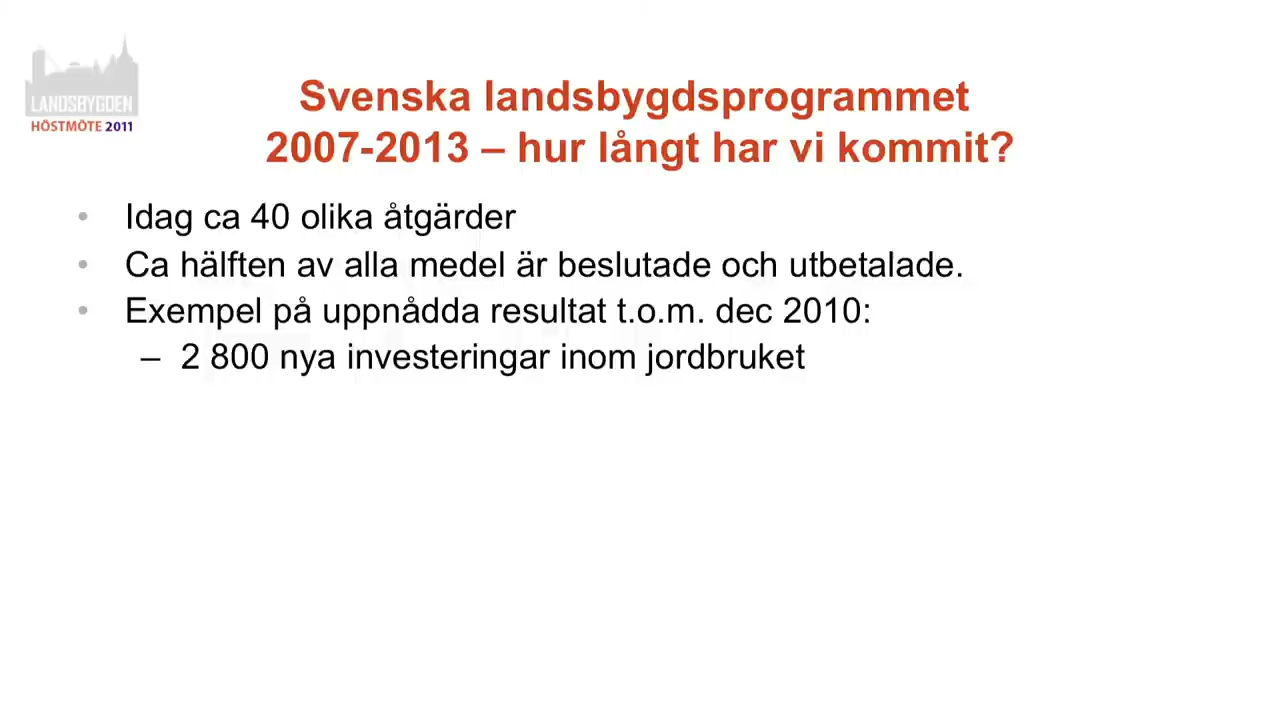 LANDSBYGDEN
HÖSTMÖTE 2011
Svenska landsbygdsprogrammet
2007-2013 – hur långt har vi kommit?
• Idag ca 40 olika åtgärder
• Ca hälften av alla medel är beslutade och utbetalade.
• Exempel på uppnådda resultat t.o.m. dec 2010:
– 2 800 nya investeringar inom jordbruket